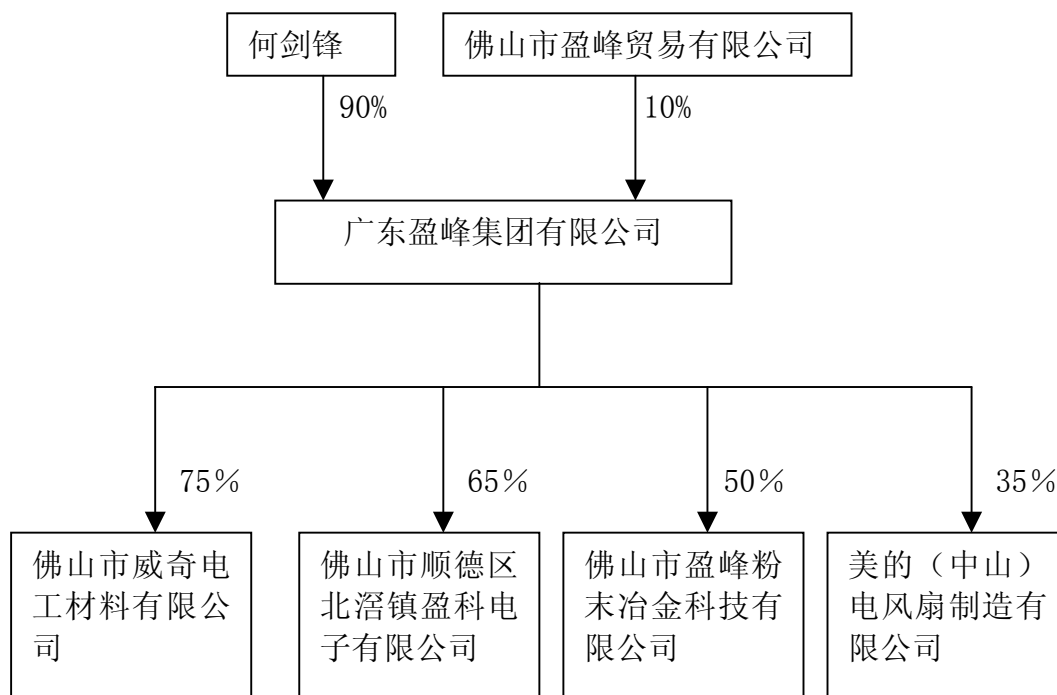 何剑锋
佛山市盈峰贸易有限公司
90%
10%
广东盈峰集团有限公司
75％
65％
50％
35％
佛山市威奇电
工材料有限公
司
佛山市顺德区
北滘镇盈科电
子有限公司
佛山市盈峰粉
末冶金科技有
限公司
美的（中山）
电风扇制造有
限公司